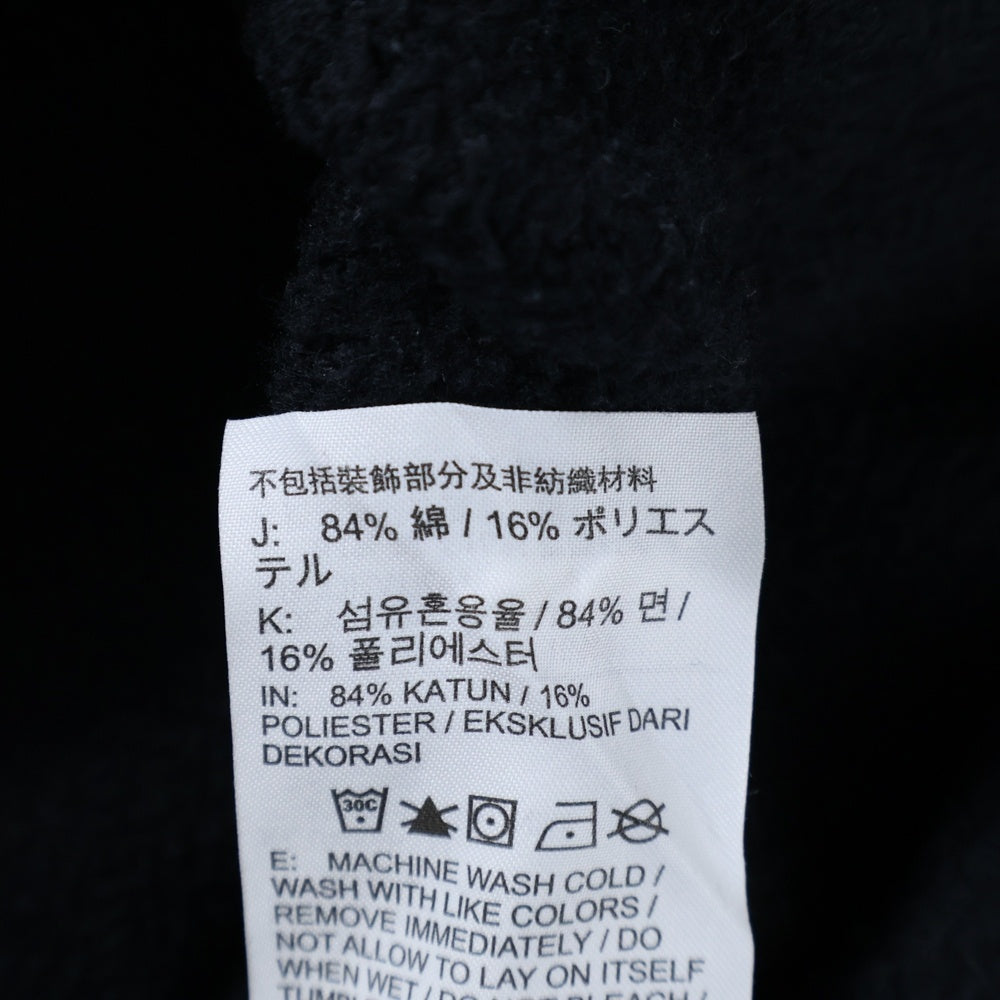 不包括裝飾部分及非紡織材料
J: 84% 綿 / 16% ポリエス
テル
K: 섬유혼용율 / 84% 면 /
16% 폴리에스터
IN: 84% KATUN / 16%
POLIESTER / EKSKLUSIF DARI
DEKORASI
30C
E: MACHINE WASH COLD /
WASH WITH LIKE COLORS /
REMOVE IMMEDIATELY / DO
NOT ALLOW TO LAY ON ITSELF
WHEN WET / DO NOT BLEACH /